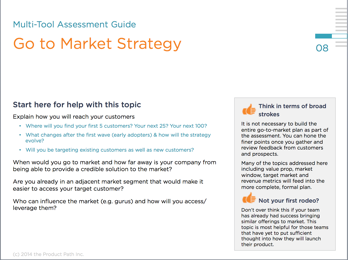 Multi-Tool Assessment Guide
Go to Market Strategy
08
Start here for help with this topic
Explain how you will reach your customers
• Where will you find your first 5 customers? Your next 25? Your next 100?
• What changes after the first wave (early adopters) & how will the strategy
evolve?
• Will you be targeting existing customers as well as new customers?
When would you go to market and how far away is your company from
being able to provide a credible solution to the market?
Are you already in an adjacent market segment that would make it
easier to access your target customer?
Who can influence the market (e.g. gurus) and how will you access/
leverage them?
Think in terms of broad
strokes
It is not necessary to build the
entire go-to-market plan as part of
the assessment. You can hone the
finer points once you gather and
review feedback from customers
and prospects.
Many of the topics addressed here
including value prop, market
window, target market and
revenue metrics will feed into the
more complete, formal plan.
Not your first rodeo?
Don't over think this if your team
has already had success bringing
similar offerings to market. This
topic is most helpful for those teams
that have yet to put sufficient
thought into how they will launch
their product.
(c) 2014 the Product Path Inc.